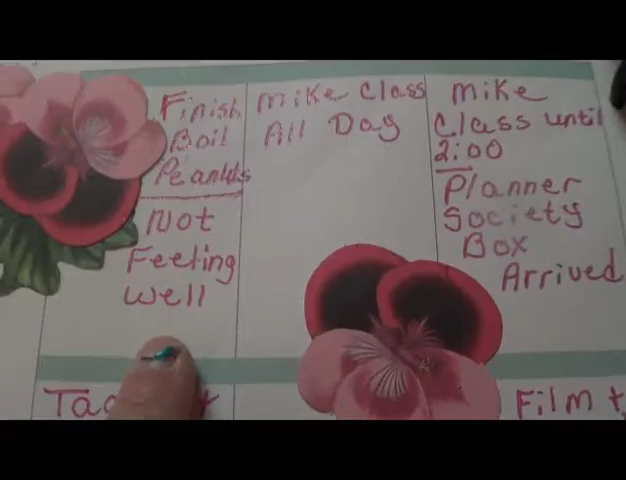 Finish
Boil
Peanuts
Not
Feeling
Well
Mike Class
All Day
Mike
Class until
2:00
Planner
Society
Box
Arrived
Film